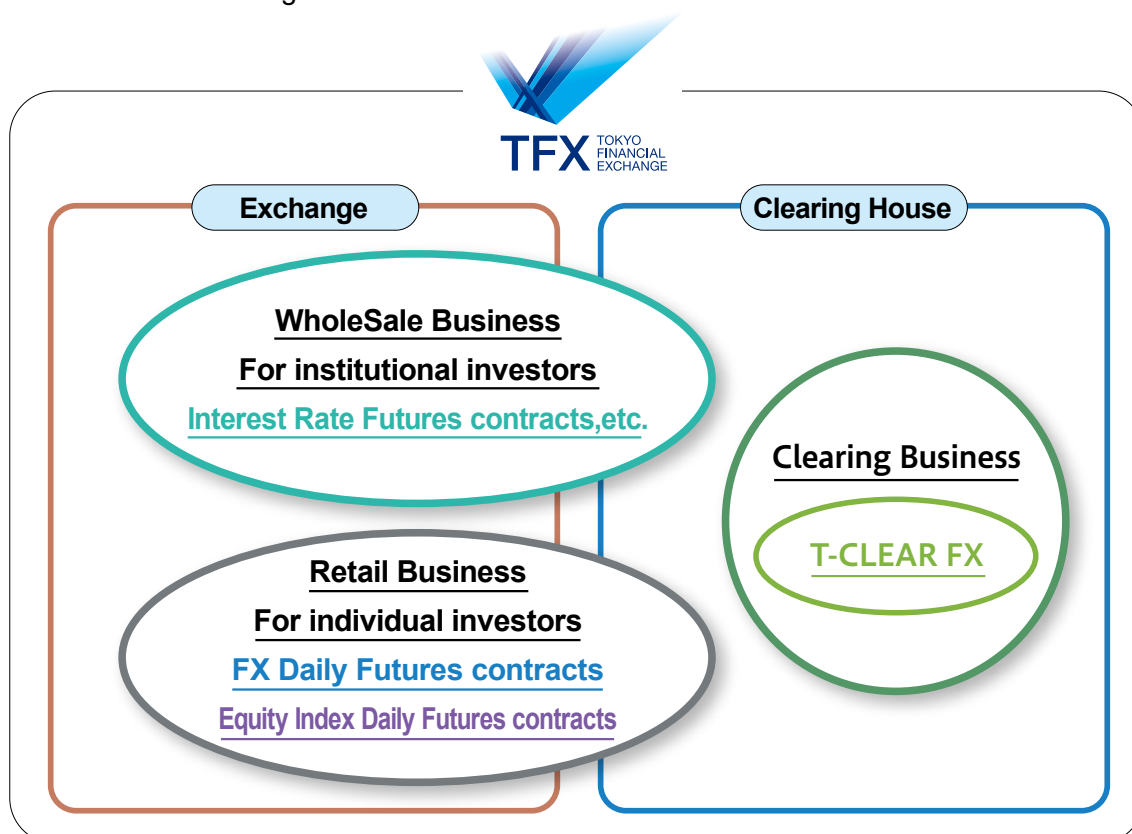 TFX
TOKYO
FINANCIAL
EXCHANGE
Exchange
Clearing House
WholeSale Business
For institutional investors
Interest Rate Futures contracts,etc.
Clearing Business
T-CLEAR FX
Retail Business
For individual investors
FX Daily Futures contracts
Equity Index Daily Futures contracts